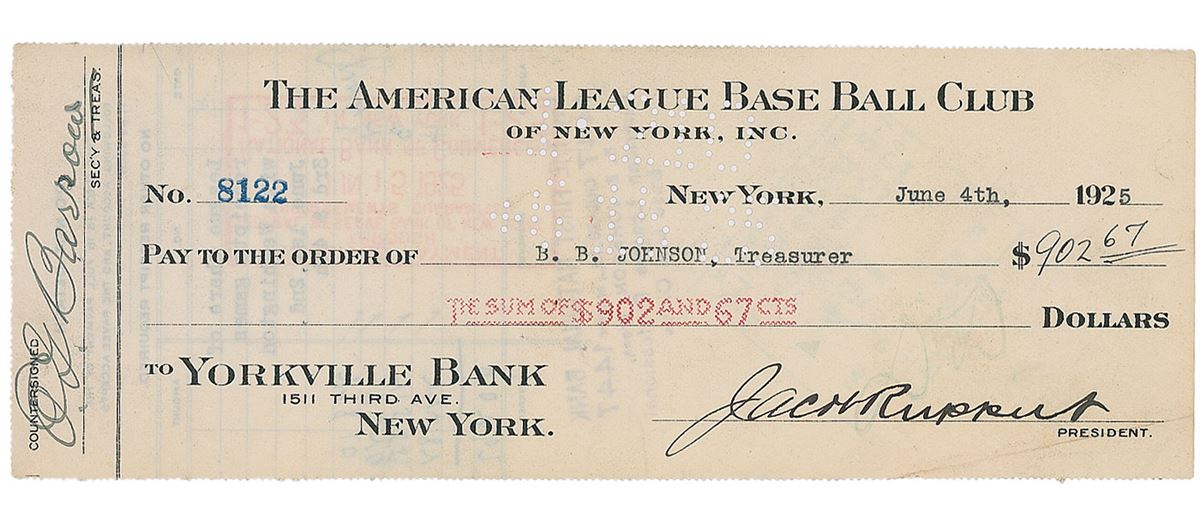 THE AMERICAN LEAGUE BASE BALL CLUB
OF NEW YORK, INC.
No. 8122 NEW YORK, June 4th, 1925
PAY TO THE ORDER OF B. B. JOHNSON, Treasurer $902 67
THE SUM OF $902 AND 67 CTS DOLLARS
TO YORKVILLE BANK
1511 THIRD AVE.
NEW YORK.
Jacob Ruppert
PRESIDENT.
COUNTERSIGNED
SEC'Y & TREAS.